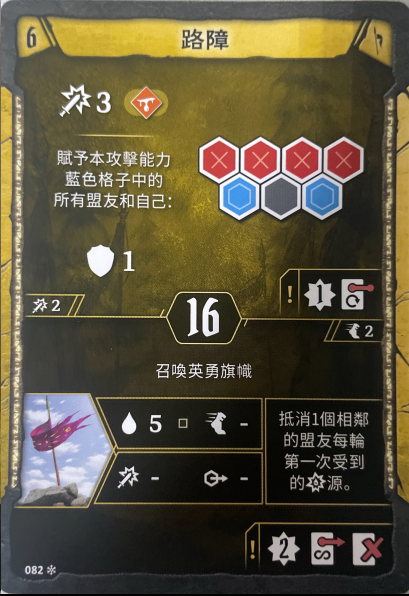 6 路障
3
賦予本攻擊能力
藍色格子中的
所有盟友和自己:
1
! 1
2
16
2
召喚英勇旗幟
5 -
- -
抵消1個相鄰
的盟友每輪
第一次受到
的源。
! 2
082